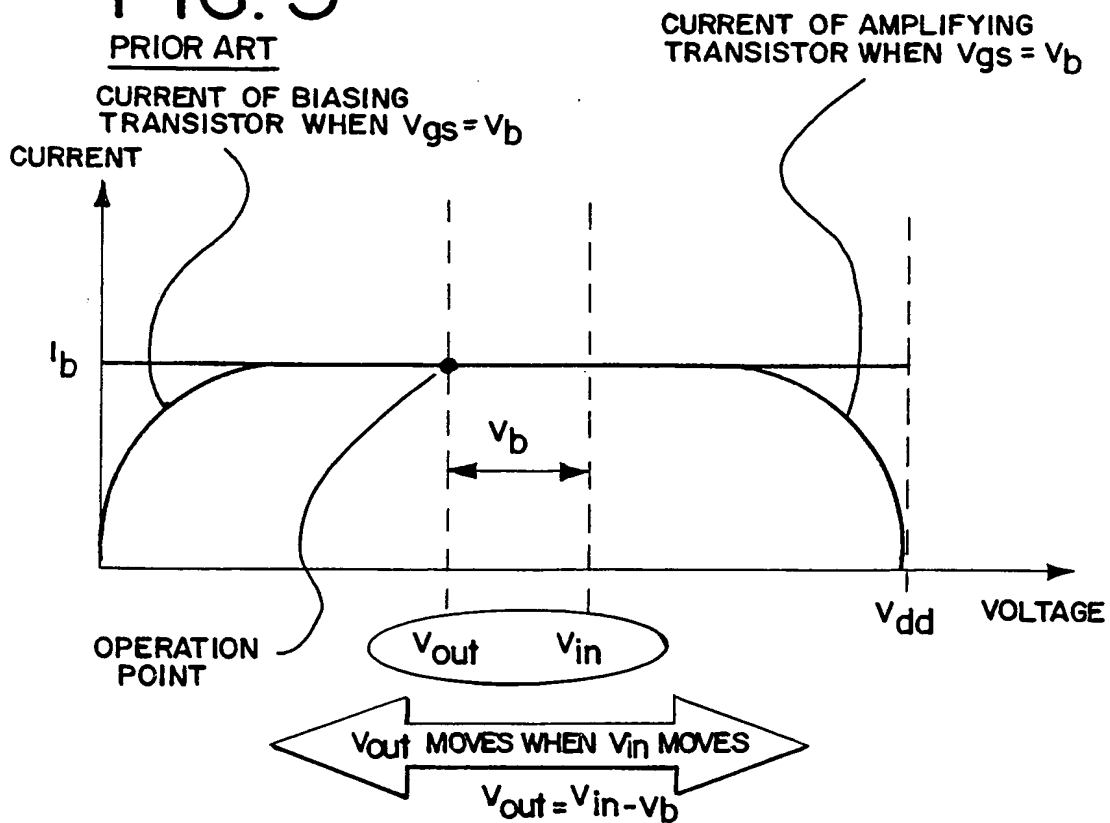 PRIOR ART
CURRENT OF BIASING
TRANSISTOR WHEN Vgs = Vb
CURRENT OF AMPLIFYING
TRANSISTOR WHEN Vgs = Vb
CURRENT
Ib
Vb
Vdd
VOLTAGE
OPERATION
POINT
Vout
Vin
Vout MOVES WHEN Vin MOVES
Vout = Vin - Vb